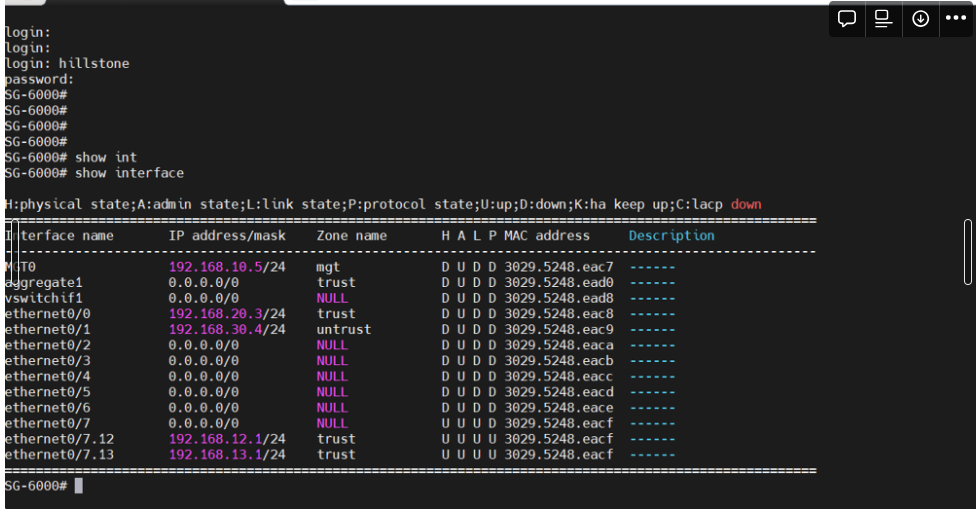 login:
login:
login: hillstone
password:
SG-6000#
SG-6000#
SG-6000#
SG-6000#
SG-6000# show int
SG-6000# show interface
H:physical state;A:admin state;L:link state;P:protocol state;U:up;D:down;K:ha keep up;C:lacp down
================================================================================
Interface name IP address/mask Zone name H A L P MAC address Description
--------------------------------------------------------------------------------
MGT0 192.168.10.5/24 mgt D U D D 3029.5248.eac7 ------
aggregate1 0.0.0.0/0 trust D U D D 3029.5248.ead0 ------
vswitchif1 0.0.0.0/0 NULL D U D D 3029.5248.ead8 ------
ethernet0/0 192.168.20.3/24 trust D U D D 3029.5248.eac8 ------
ethernet0/1 192.168.30.4/24 untrust D U D D 3029.5248.eac9 ------
ethernet0/2 0.0.0.0/0 NULL D U D D 3029.5248.eaca ------
ethernet0/3 0.0.0.0/0 NULL D U D D 3029.5248.eacb ------
ethernet0/4 0.0.0.0/0 NULL D U D D 3029.5248.eacc ------
ethernet0/5 0.0.0.0/0 NULL D U D D 3029.5248.eacd ------
ethernet0/6 0.0.0.0/0 NULL D U D D 3029.5248.eace ------
ethernet0/7 0.0.0.0/0 NULL U U U D 3029.5248.eacf ------
ethernet0/7.12 192.168.12.1/24 trust U U U U 3029.5248.eacf ------
ethernet0/7.13 192.168.13.1/24 trust U U U U 3029.5248.eacf ------
================================================================================
SG-6000#